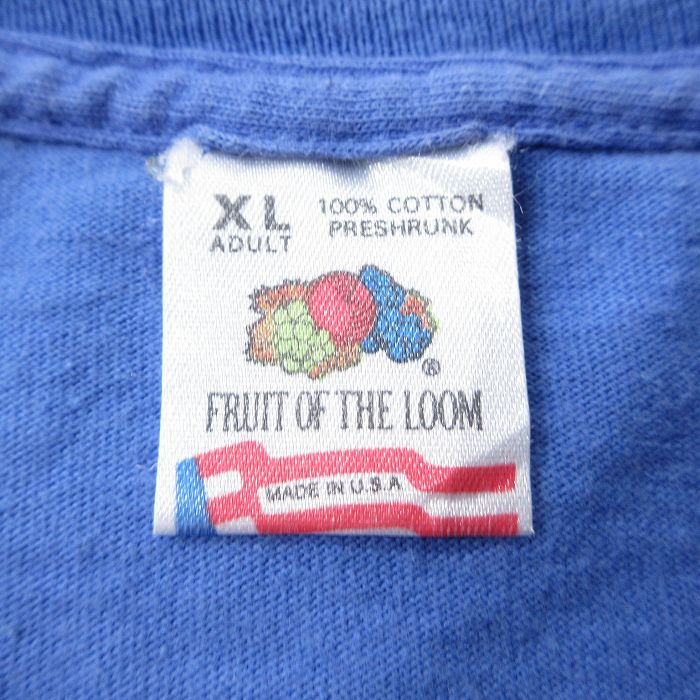 XL
ADULT
100% COTTON
PRESHRUNK
®
FRUIT OF THE LOOM
MADE IN U.S.A